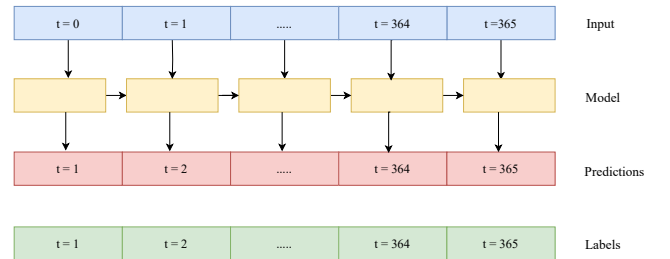 t = 0 t = 1 ..... t = 364 t =365 Input
Model
t = 1 t = 2 ..... t = 364 t = 365 Predictions
t = 1 t = 2 ..... t = 364 t = 365 Labels